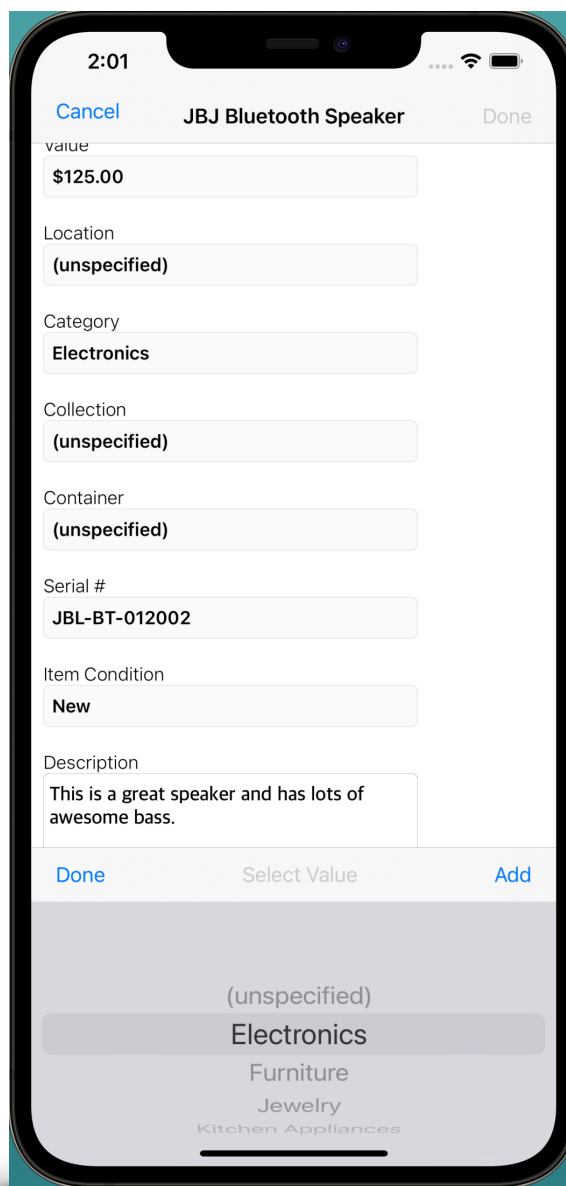 2:01
Cancel JBJ Bluetooth Speaker Done
Value
$125.00
Location
(unspecified)
Category
Electronics
Collection
(unspecified)
Container
(unspecified)
Serial #
JBL-BT-012002
Item Condition
New
Description
This is a great speaker and has lots of
awesome bass.
Done Select Value Add
(unspecified)
Electronics
Furniture
Jewelry
Kitchen Appliances